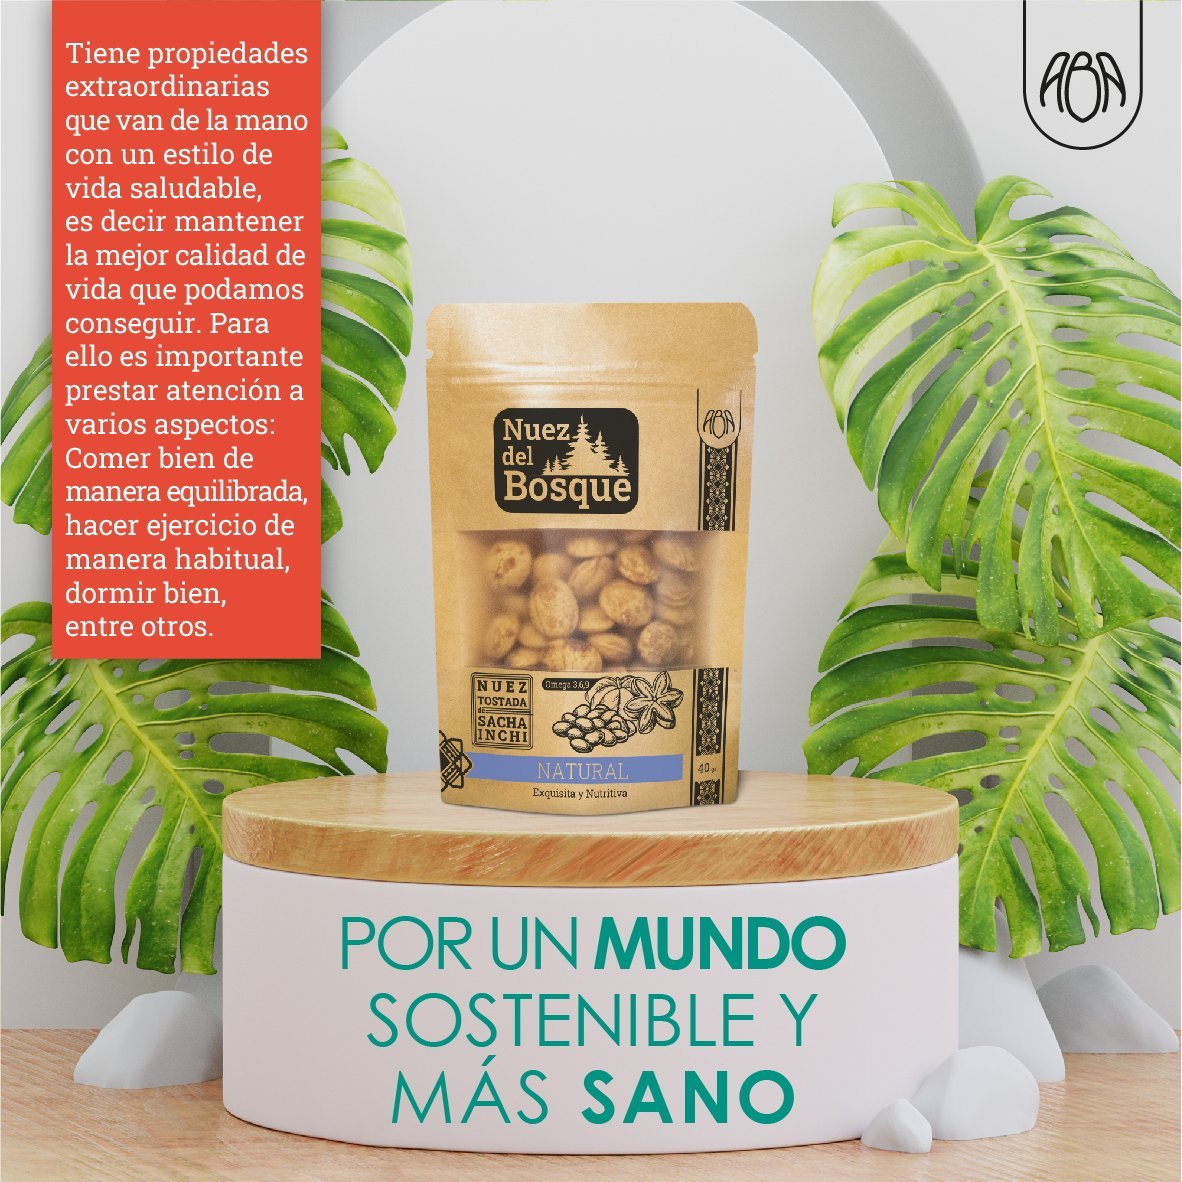 Tiene propiedades
extraordinarias
que van de la mano
con un estilo de
vida saludable,
es decir mantener
la mejor calidad de
vida que podamos
conseguir. Para
ello es importante
prestar atención a
varios aspectos:
Comer bien de
manera equilibrada,
hacer ejercicio de
manera habitual,
dormir bien,
entre otros.
ABA
ABA
Nuez
del
Bosque
Omega 3,6,9
NUEZ
TOSTADA
de
SACHA
INCHI
NATURAL
40 gr.
Exquisita y Nutritiva
POR UN MUNDO
SOSTENIBLE Y
MÁS SANO